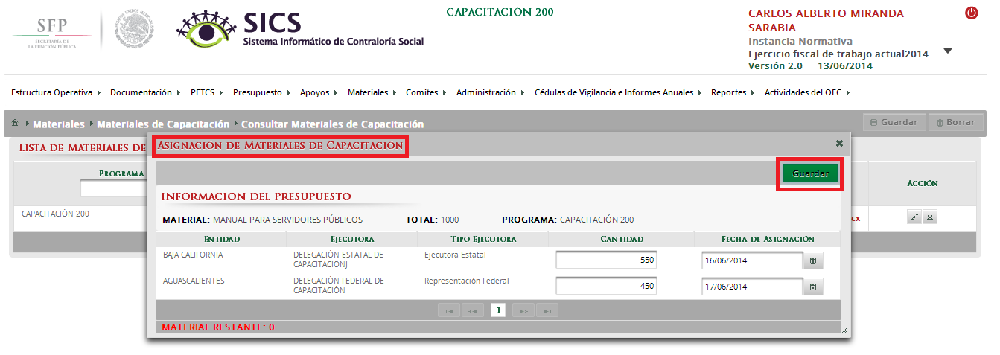 SFP
SECRETARÍA DE
LA FUNCIÓN PÚBLICA
ESTADOS UNIDOS MEXICANOS
SICS
Sistema Informático de Contraloría Social
CAPACITACIÓN 200
CARLOS ALBERTO MIRANDA
SARABIA
Instancia Normativa
Ejercicio fiscal de trabajo actual2014
Versión 2.0 13/06/2014
Estructura Operativa Documentación PETCS Presupuesto Apoyos Materiales Comites Administración Cédulas de Vigilancia e Informes Anuales Reportes Actividades del OEC
Materiales Materiales de Capacitación Consultar Materiales de Capacitación
Guardar Borrar
LISTA DE MATERIALES DE
PROGRAMA
ACCIÓN
CAPACITACIÓN 200
cx
ASIGNACIÓN DE MATERIALES DE CAPACITACIÓN
Guardar
INFORMACION DEL PRESUPUESTO
MATERIAL: MANUAL PARA SERVIDORES PÚBLICOS TOTAL: 1000 PROGRAMA: CAPACITACIÓN 200
ENTIDAD EJECUTORA TIPO EJECUTORA CANTIDAD FECHA DE ASIGNACIÓN
BAJA CALIFORNIA DELEGACIÓN ESTATAL DE Ejecutora Estatal 550 16/06/2014
CAPACITACIÓNJ
AGUASCALIENTES DELEGACIÓN FEDERAL DE Representación Federal 450 17/06/2014
CAPACITACIÓN
1
MATERIAL RESTANTE: 0